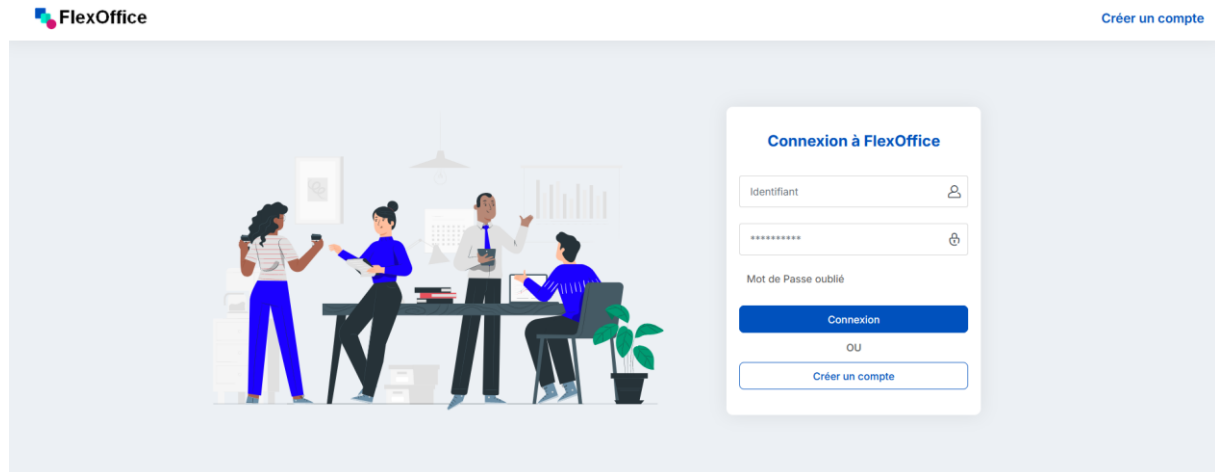 FlexOffice
Créer un compte
Connexion à FlexOffice
Identifiant
**********
Mot de Passe oublié
Connexion
OU
Créer un compte